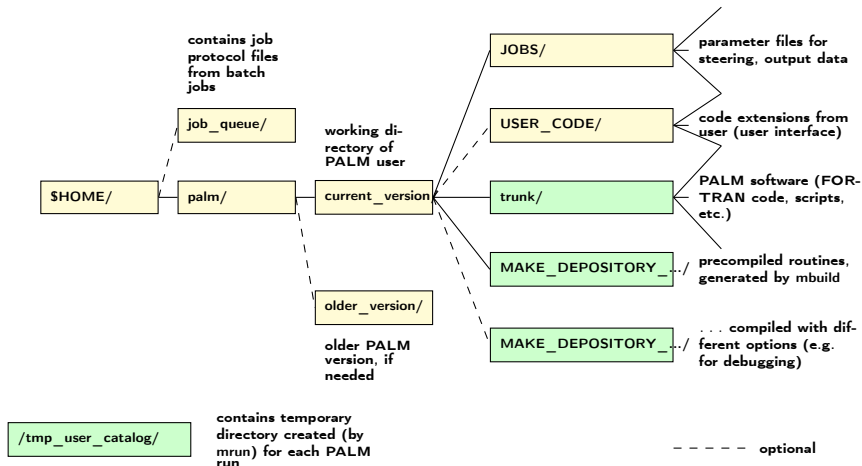 contains job
protocol files
from batch
jobs
job_queue/
$HOME/
palm/
working di-
rectory of
PALM user
current_version
older_version/
older PALM
version, if
needed
JOBS/
parameter files for
steering, output data
USER_CODE/
code extensions from
user (user interface)
trunk/
PALM software (FOR-
TRAN code, scripts,
etc.)
MAKE_DEPOSITORY_.../
precompiled routines,
generated by mbuild
MAKE_DEPOSITORY_.../
. . . compiled with dif-
ferent options (e.g.
for debugging)
/tmp_user_catalog/
contains temporary
directory created (by
mrun) for each PALM
run
optional